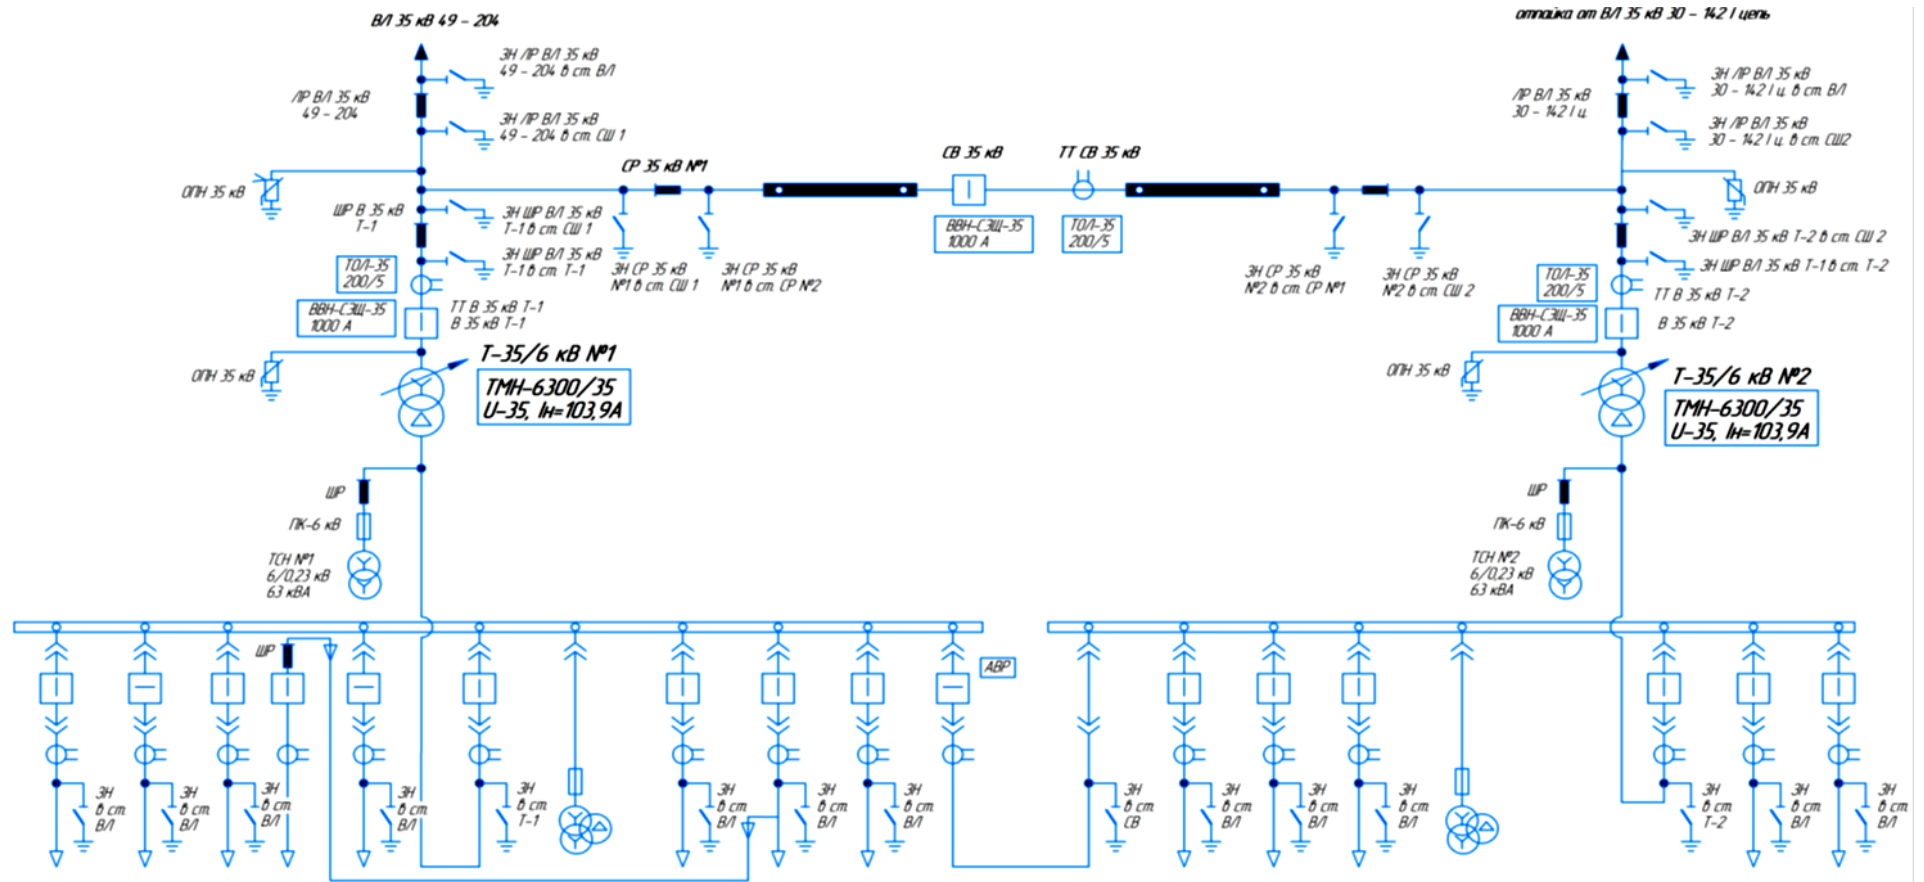 ВЛ 35 кВ 49 - 204
отпайка от ВЛ 35 кВ 30 - 142 I цепь
ЗН ЛР ВЛ 35 кВ
49 - 204 в ст. ВЛ
ЛР ВЛ 35 кВ
49 - 204
ЗН ЛР ВЛ 35 кВ
49 - 204 в ст. СШ 1
ЗН ЛР ВЛ 35 кВ
30 - 142 I ц. в ст. ВЛ
ЛР ВЛ 35 кВ
30 - 142 I ц.
ЗН ЛР ВЛ 35 кВ
30 - 142 I ц. в ст. СШ2
СР 35 кВ №1
СВ 35 кВ
ТТ СВ 35 кВ
ОПН 35 кВ
ОПН 35 кВ
ШР В 35 кВ
Т-1
ЗН ШР ВЛ 35 кВ
Т-1 в ст. СШ 1
ЗН ШР ВЛ 35 кВ
Т-1 в ст. Т-1
ВВН-СЭЩ-35
1000 А
ТОЛ-35
200/5
ЗН ШР ВЛ 35 кВ Т-2 в ст. СШ 2
ЗН ШР ВЛ 35 кВ Т-1 в ст. Т-2
ТОЛ-35
200/5
ЗН СР 35 кВ
№1 в ст. СШ 1
ЗН СР 35 кВ
№1 в ст. СР №2
ЗН СР 35 кВ
№2 в ст. СР №1
ЗН СР 35 кВ
№2 в ст. СШ 2
ТОЛ-35
200/5
ТТ В 35 кВ Т-2
ВВН-СЭЩ-35
1000 А
ТТ В 35 кВ Т-1
В 35 кВ Т-1
ВВН-СЭЩ-35
1000 А
В 35 кВ Т-2
ОПН 35 кВ
Т-35/6 кВ №1
ТМН-6300/35
U-35, Iн=103,9А
ОПН 35 кВ
Т-35/6 кВ №2
ТМН-6300/35
U-35, Iн=103,9А
ШР
ПК-6 кВ
ТСН №1
6/0,23 кВ
63 кВА
ШР
ПК-6 кВ
ТСН №2
6/0,23 кВ
63 кВА
ШР
АВР
ЗН
в ст.
ВЛ
ЗН
в ст.
ВЛ
ЗН
в ст.
ВЛ
ЗН
в ст.
ВЛ
ЗН
в ст.
Т-1
ЗН
в ст.
ВЛ
ЗН
в ст.
ВЛ
ЗН
в ст.
ВЛ
ЗН
в ст.
СВ
ЗН
в ст.
ВЛ
ЗН
в ст.
ВЛ
ЗН
в ст.
ВЛ
ЗН
в ст.
Т-2
ЗН
в ст.
ВЛ
ЗН
в ст.
ВЛ